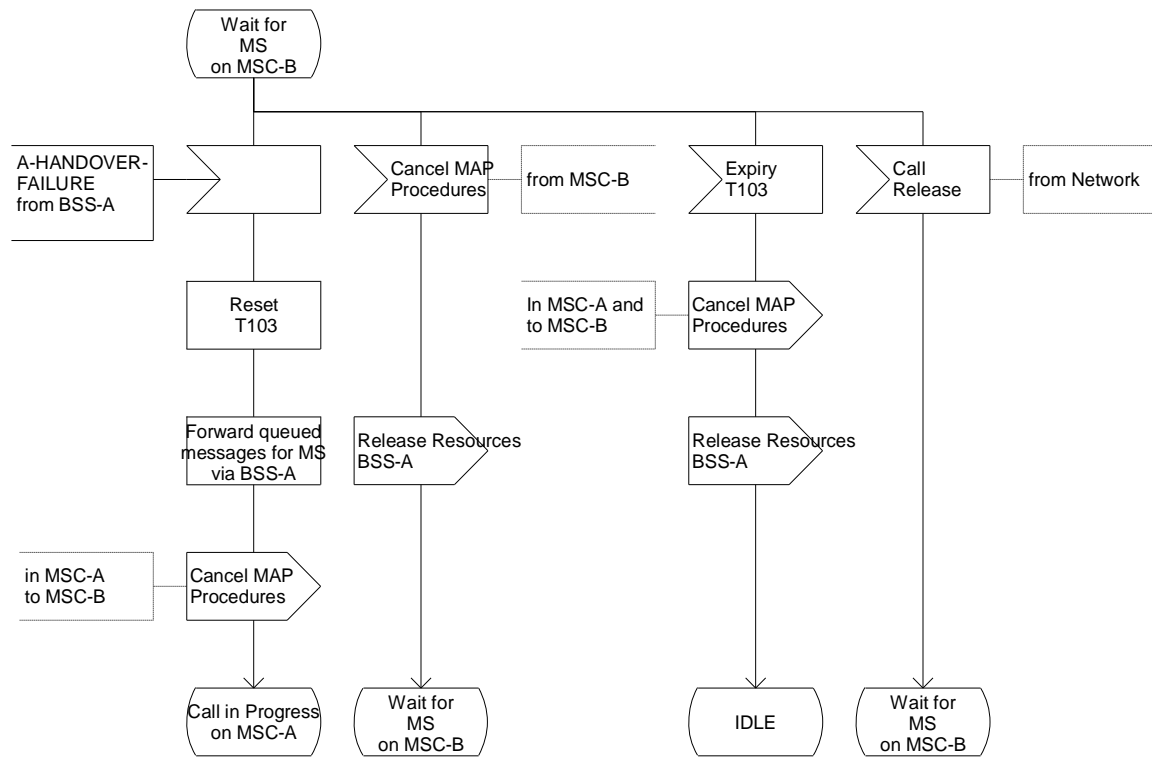 Wait for
MS
on MSC-B
A-HANDOVER-
FAILURE
from BSS-A
Cancel MAP
Procedures
from MSC-B
Expiry
T103
Call
Release
from Network
Reset
T103
In MSC-A and
to MSC-B
Cancel MAP
Procedures
Forward queued
messages for MS
via BSS-A
Release Resources
BSS-A
Release Resources
BSS-A
in MSC-A
to MSC-B
Cancel MAP
Procedures
Call in Progress
on MSC-A
Wait for
MS
on MSC-B
IDLE
Wait for
MS
on MSC-B